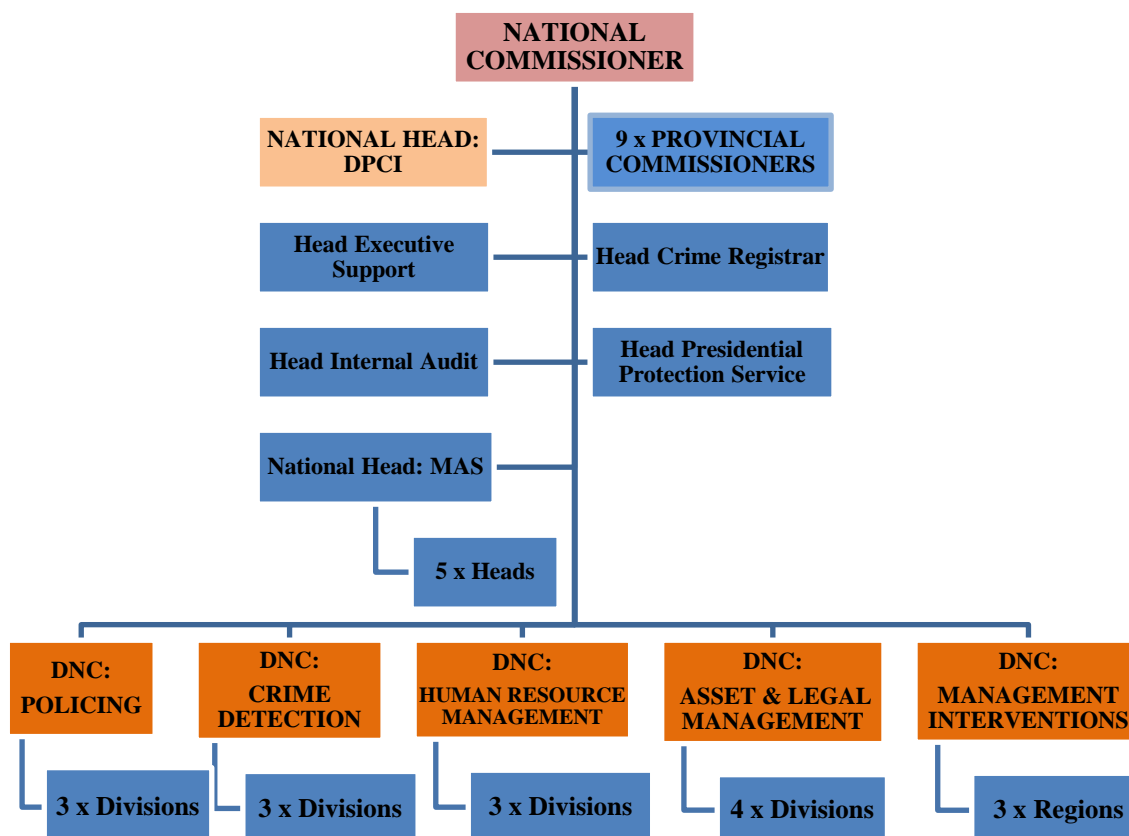 NATIONAL
COMMISSIONER
NATIONAL HEAD:
DPCI
9 x PROVINCIAL
COMMISSIONERS
Head Executive
Support
Head Crime Registrar
Head Internal Audit
Head Presidential
Protection Service
National Head: MAS
5 x Heads
DNC:
POLICING
DNC:
CRIME
DETECTION
DNC:
HUMAN RESOURCE
MANAGEMENT
DNC:
ASSET & LEGAL
MANAGEMENT
DNC:
MANAGEMENT
INTERVENTIONS
3 x Divisions
3 x Divisions
3 x Divisions
4 x Divisions
3 x Regions